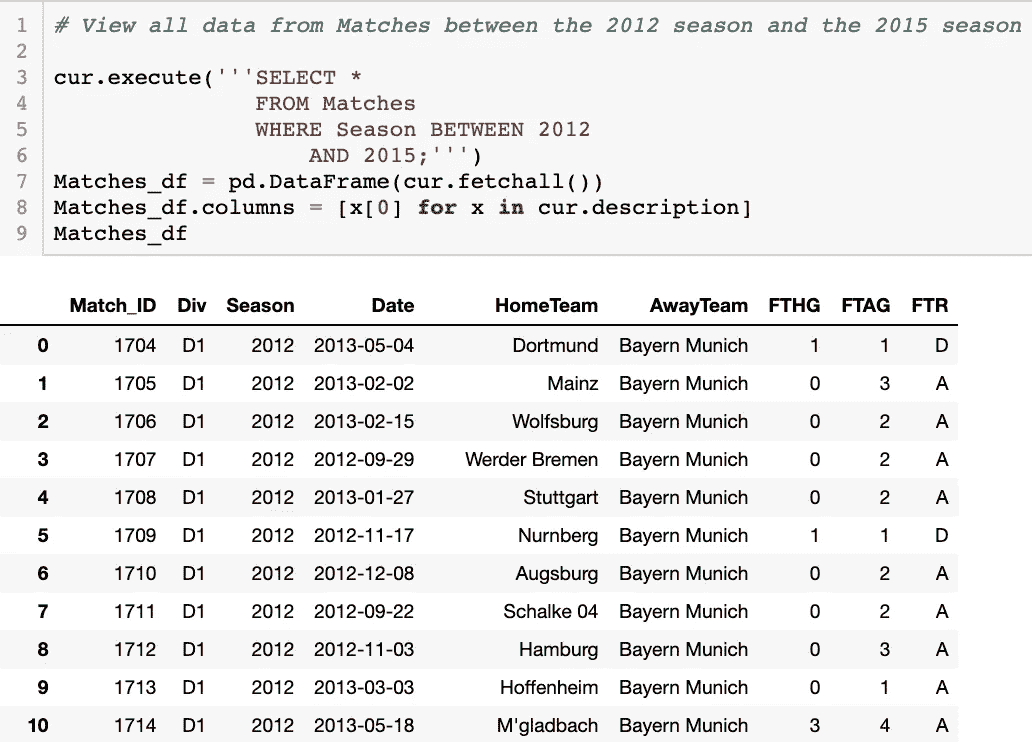 1 # View all data from Matches between the 2012 season and the 2015 season
2
3 cur.execute('''SELECT *
4 FROM Matches
5 WHERE Season BETWEEN 2012
6 AND 2015;''')
7 Matches_df = pd.DataFrame(cur.fetchall())
8 Matches_df.columns = [x[0] for x in cur.description]
9 Matches_df
Match_ID Div Season Date HomeTeam AwayTeam FTHG FTAG FTR
0 1704 D1 2012 2013-05-04 Dortmund Bayern Munich 1 1 D
1 1705 D1 2012 2013-02-02 Mainz Bayern Munich 0 3 A
2 1706 D1 2012 2013-02-15 Wolfsburg Bayern Munich 0 2 A
3 1707 D1 2012 2012-09-29 Werder Bremen Bayern Munich 0 2 A
4 1708 D1 2012 2013-01-27 Stuttgart Bayern Munich 0 2 A
5 1709 D1 2012 2012-11-17 Nurnberg Bayern Munich 1 1 D
6 1710 D1 2012 2012-12-08 Augsburg Bayern Munich 0 2 A
7 1711 D1 2012 2012-09-22 Schalke 04 Bayern Munich 0 2 A
8 1712 D1 2012 2012-11-03 Hamburg Bayern Munich 0 3 A
9 1713 D1 2012 2013-03-03 Hoffenheim Bayern Munich 0 1 A
10 1714 D1 2012 2013-05-18 M'gladbach Bayern Munich 3 4 A